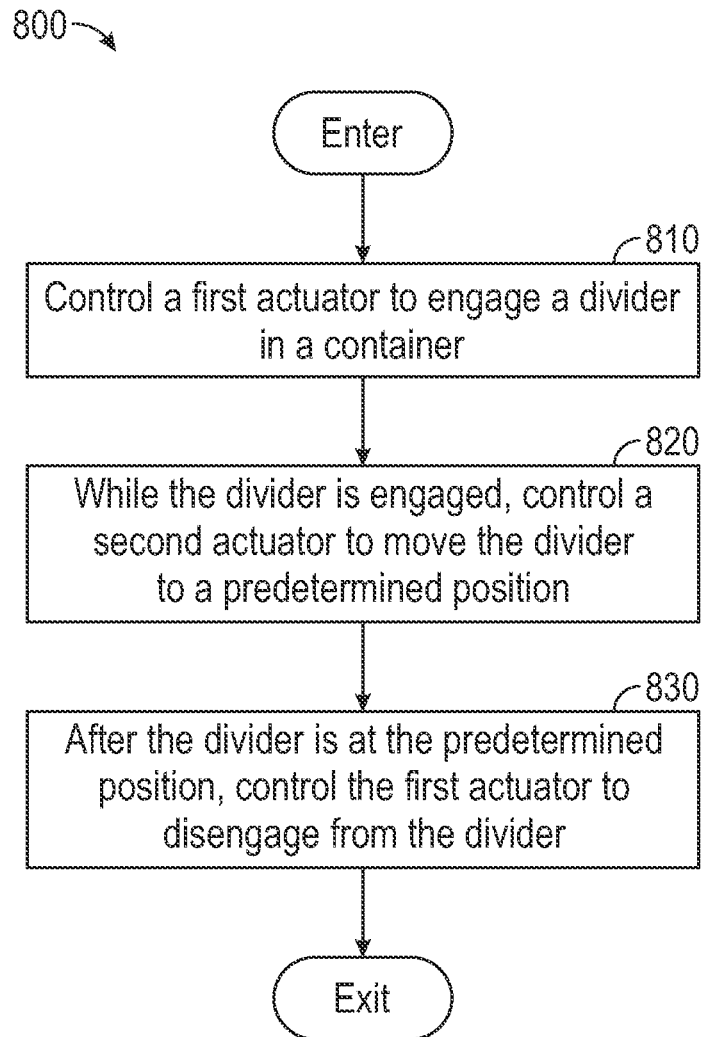 800
Enter
810
Control a first actuator to engage a divider
in a container
820
While the divider is engaged, control a
second actuator to move the divider
to a predetermined position
830
After the divider is at the predetermined
position, control the first actuator to
disengage from the divider
Exit